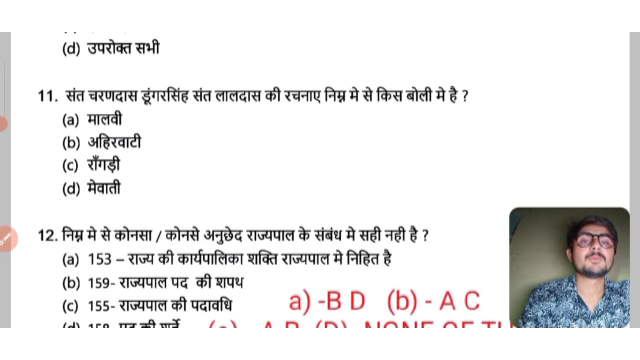 (d) उपरोक्त सभी
11. संत चरणदास डूंगरसिंह संत लालदास की रचनाए निम्न मे से किस बोली मे है ?
(a) मालवी
(b) अहिरवाटी
(c) राँगड़ी
(d) मेवाती
12. निम्न मे से कोनसा / कोनसे अनुछेद राज्यपाल के संबंध मे सही नही है ?
(a) 153 – राज्य की कार्यपालिका शक्ति राज्यपाल मे निहित है
(b) 159- राज्यपाल पद की शपथ
(c) 155- राज्यपाल की पदावधि
a) -B D (b) - A C